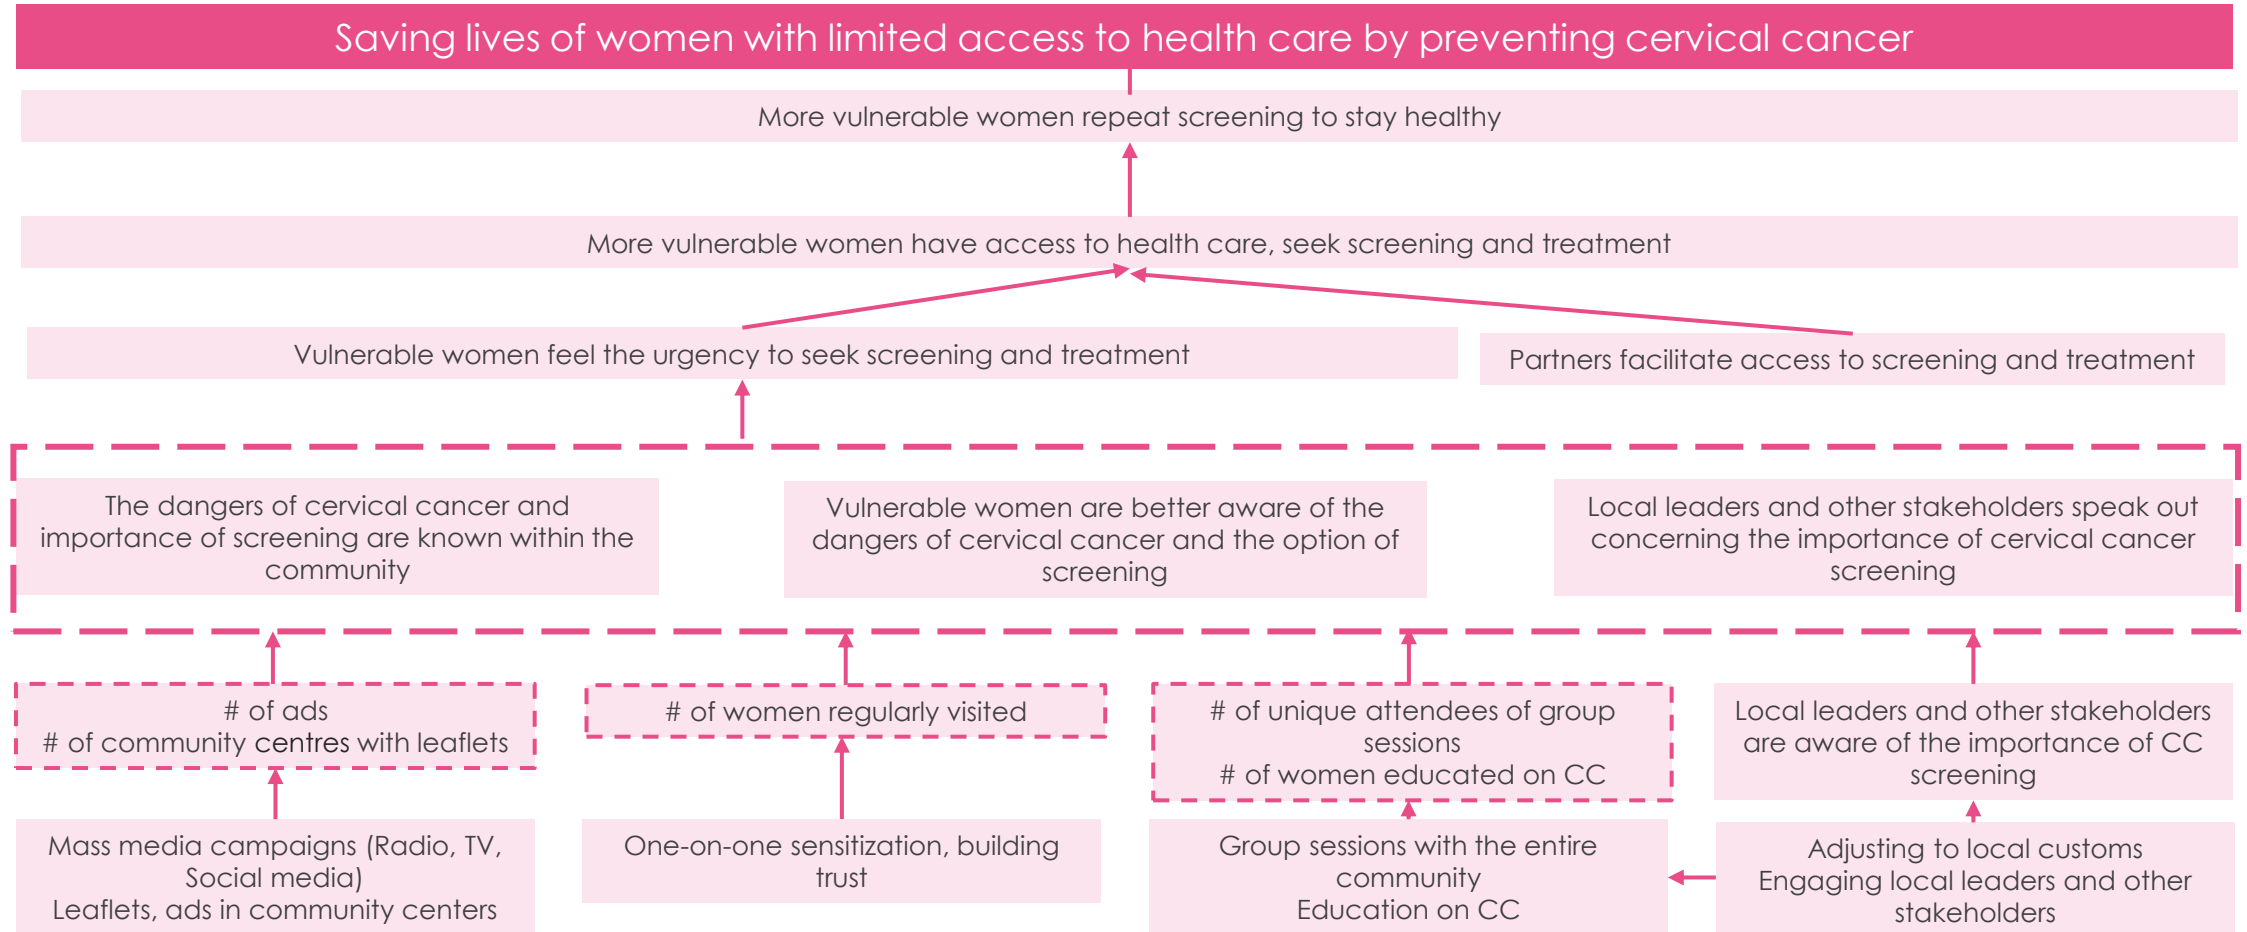 Saving lives of women with limited access to health care by preventing cervical cancer
More vulnerable women repeat screening to stay healthy
More vulnerable women have access to health care, seek screening and treatment
Vulnerable women feel the urgency to seek screening and treatment
Partners facilitate access to screening and treatment
The dangers of cervical cancer and
importance of screening are known within the
community
Vulnerable women are better aware of the
dangers of cervical cancer and the option of
screening
Local leaders and other stakeholders speak out
concerning the importance of cervical cancer
screening
# of ads
# of community centres with leaflets
# of women regularly visited
# of unique attendees of group
sessions
# of women educated on CC
Local leaders and other stakeholders
are aware of the importance of CC
screening
Mass media campaigns (Radio, TV,
Social media)
Leaflets, ads in community centers
One-on-one sensitization, building
trust
Group sessions with the entire
community
Education on CC
Adjusting to local customs
Engaging local leaders and other
stakeholders